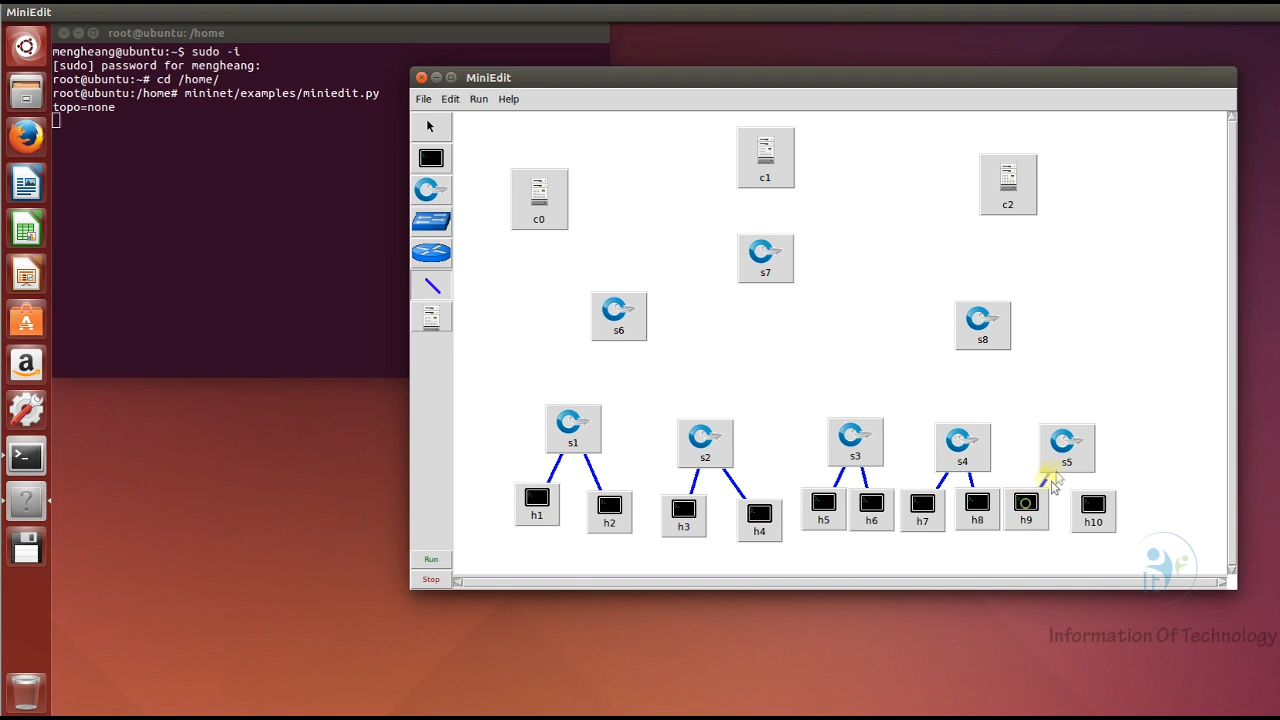 MiniEdit
root@ubuntu: /home
mengheang@ubuntu:~$ sudo -i
[sudo] password for mengheang:
root@ubuntu:~# cd /home/
root@ubuntu:/home# mininet/examples/miniedit.py
topo=none
MiniEdit
File Edit Run Help
c0
c1
c2
s7
s6
s8
s1
s2
s3
s4
s5
h1
h2
h3
h4
h5
h6
h7
h8
h9
h10
Run
Stop
Information Of Technology